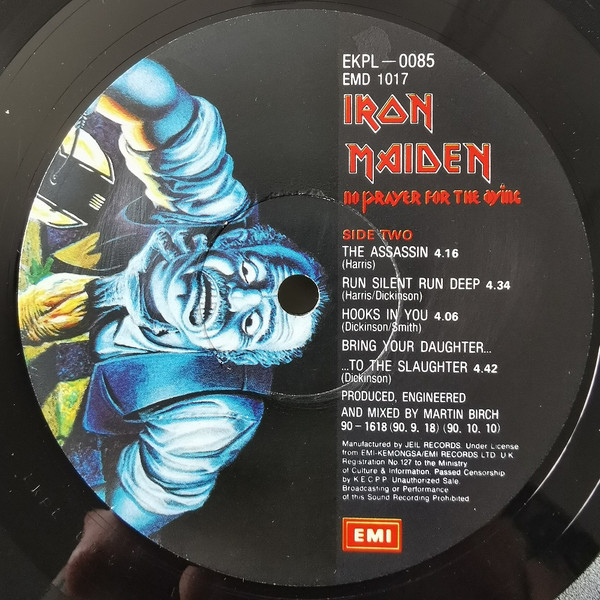 EKPL—0085
EMD 1017
IRON
MAIDEN
NO PRAYER FOR THE DYING
SIDE TWO
THE ASSASSIN 4.16
(Harris)
RUN SILENT RUN DEEP 4.34
(Harris/Dickinson)
HOOKS IN YOU 4.06
(Dickinson/Smith)
BRING YOUR DAUGHTER...
...TO THE SLAUGHTER 4.42
(Dickinson)
PRODUCED, ENGINEERED
AND MIXED BY MARTIN BIRCH
90-1618 (90. 9. 18) (90. 10. 10)
Manufactured by JEIL RECORDS. Under License
from EMI-KEMONGSA/EMI RECORDS LTD. U.K.
Registration No.127 to the Ministry
of Culture & Information. Passed Censorship
by K.E.C.P.P. Unauthorized Sale.
Broadcasting or Performance
of this Sound Recording Prohibited.
EMI